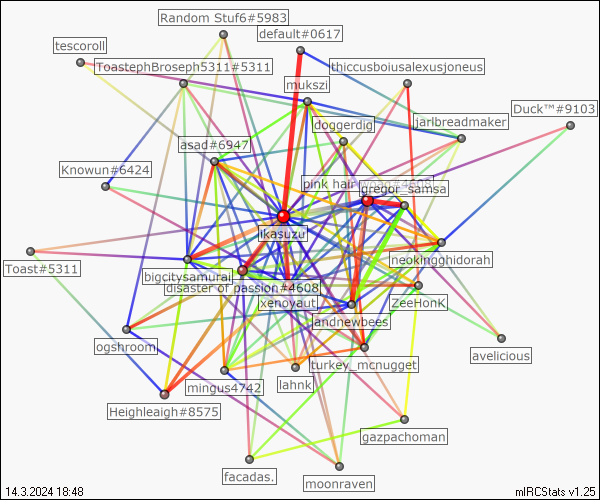 Random Stuf6#5983
default#0617
tescoroll
ToastephBroseph5311#5311
thiccusboiusalexusjoneus
mukszi
Duck™#9103
doggerdig
jarlbreadmaker
asad#6947
Knowun#6424
pink hair
#4608
gregor_samsa
ikasuzu
neokingghidorah
Toast#5311
bigcitysamurai
disaster of passion#4608
xenoyaut
ZeeHonK
andnewbees
ogshroom
turkey_mcnugget
avelicious
mingus4742
lahnk
Heighleigh#8575
gazpachoman
facadas.
moonraven
14.3.2024 18:48
mIRCStats v1.25